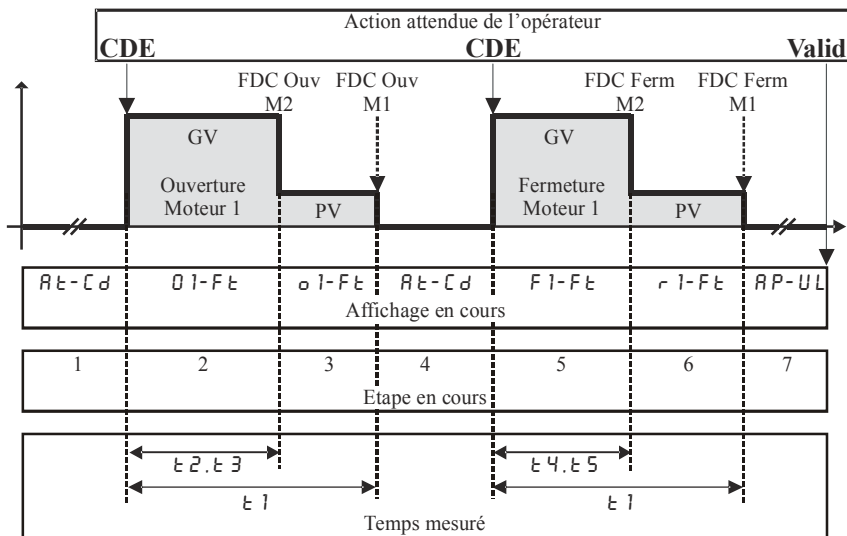 Action attendue de l'opérateur
CDE CDE Valid
FDC Ouv FDC Ouv FDC Ferm FDC Ferm
M2 M1 M2 M1
GV GV
Ouverture Fermeture
Moteur 1 PV Moteur 1 PV
At-Cd O1-Ft o1-Ft At-Cd F1-Ft r1-Ft AP-UL
Affichage en cours
1 2 3 4 5 6 7
Etape en cours
t2.t3 t4.t5
t1 t1
Temps mesuré